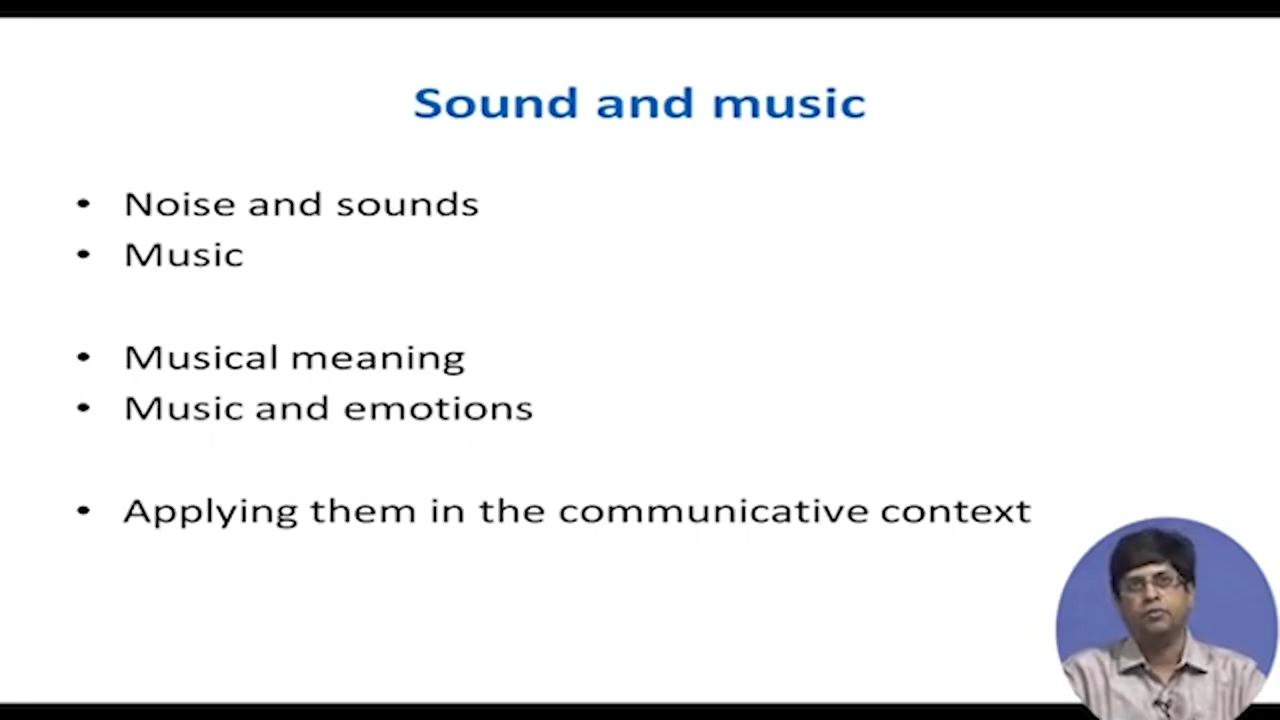 Sound and music
• Noise and sounds
• Music
• Musical meaning
• Music and emotions
• Applying them in the communicative context